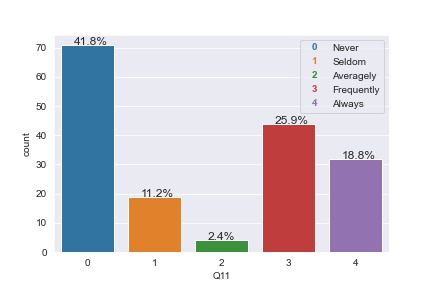 41.8%
11.2%
2.4%
25.9%
18.8%
0 Never
1 Seldom
2 Averagely
3 Frequently
4 Always
70
60
50
40
30
20
10
0
count
0 1 2 3 4
Q11